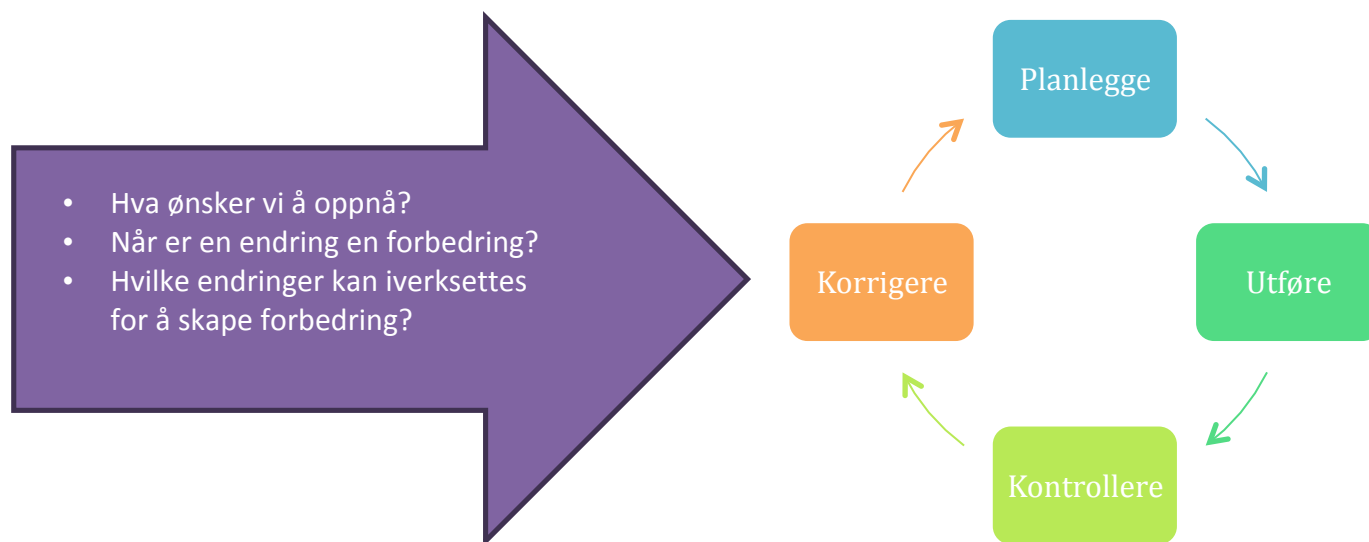 • Hva ønsker vi å oppnå?
• Når er en endring en forbedring?
• Hvilke endringer kan iverksettes
for å skape forbedring?
Planlegge
Korrigere
Utføre
Kontrollere